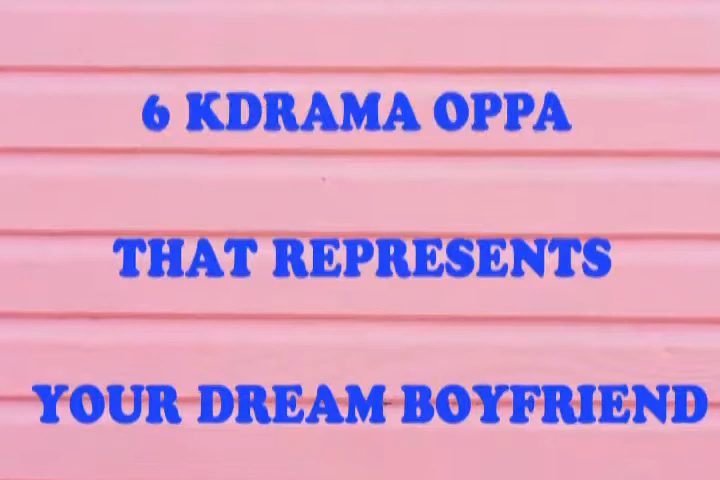 6 KDRAMA OPPA
THAT REPRESENTS
YOUR DREAM BOYFRIEND